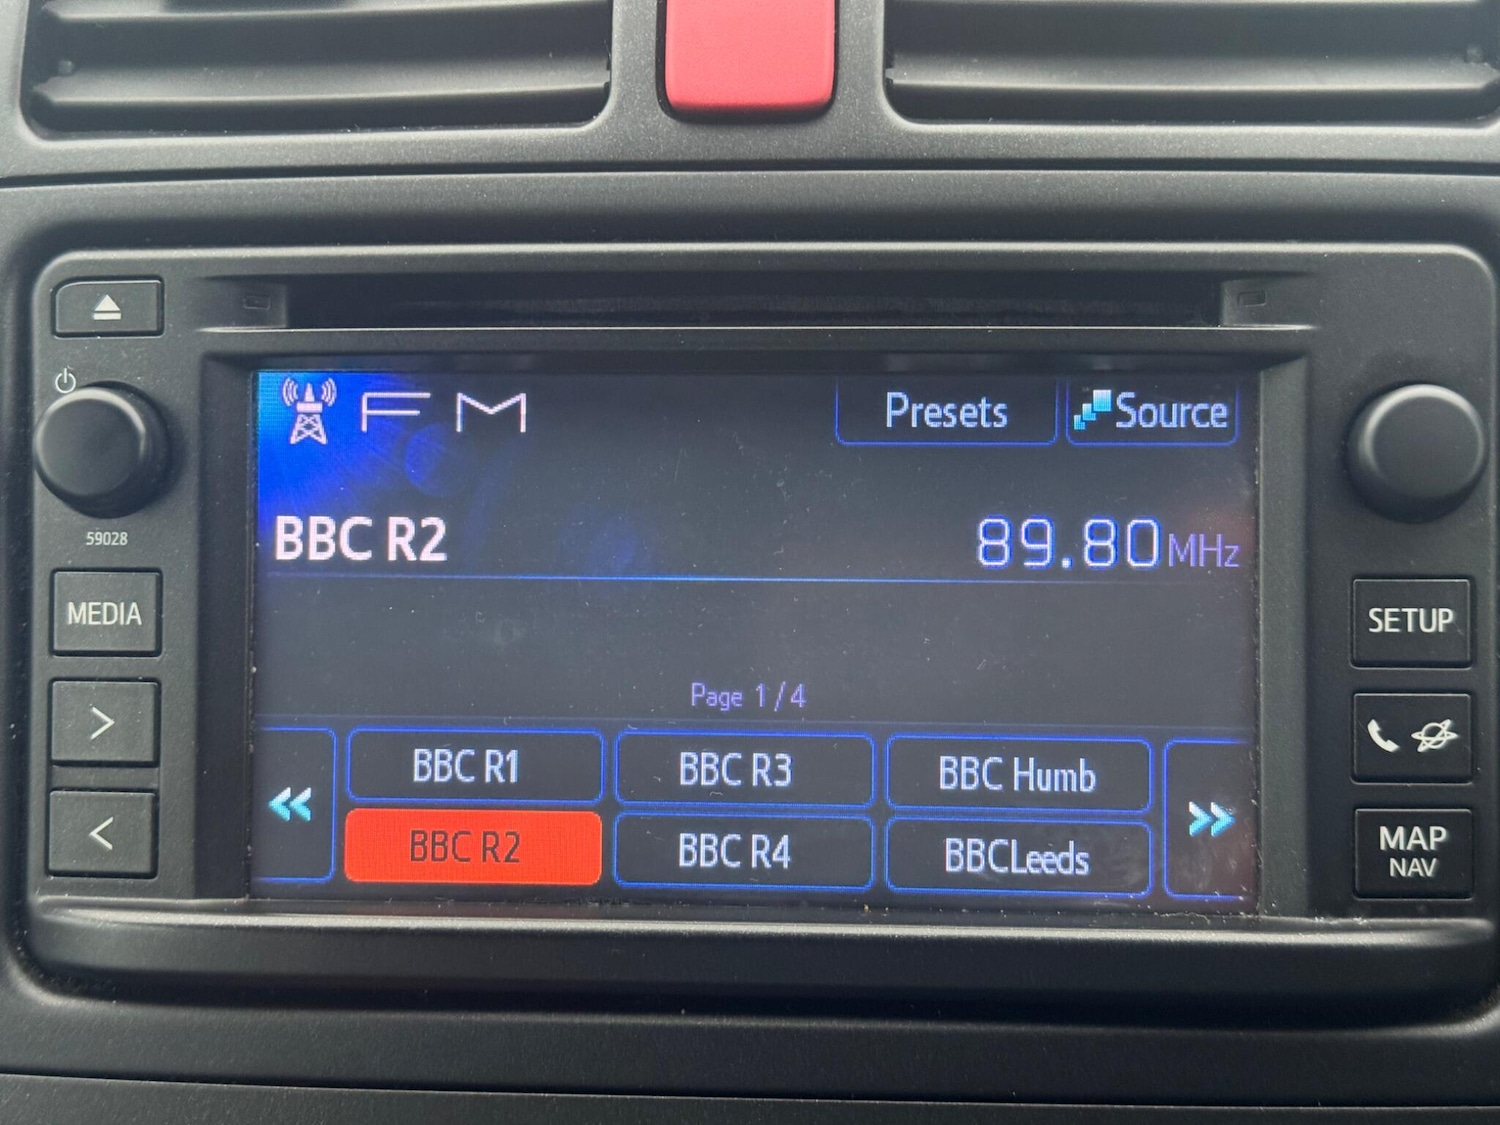 FM
Presets
Source
BBC R2
89.80MHz
Page 1/4
BBC R1
BBC R3
BBC Humb
BBC R2
BBC R4
BBCLeeds
59028
MEDIA
SETUP
MAP
NAV